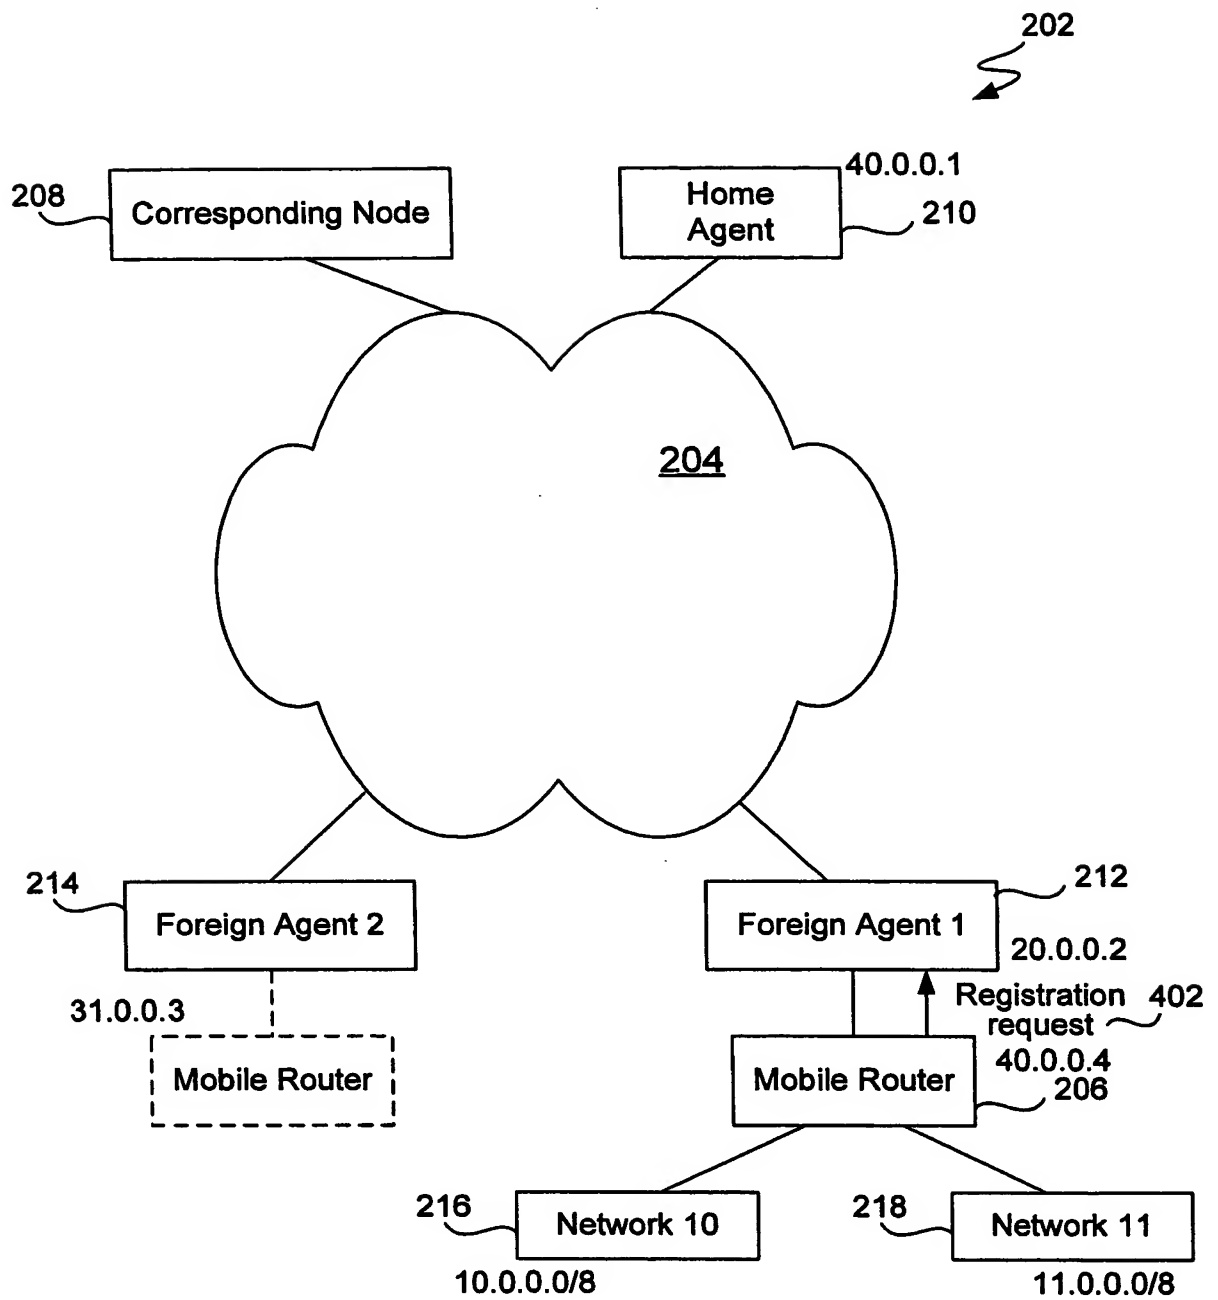 202
40.0.0.1
208
Corresponding Node
Home
Agent
210
204
214
Foreign Agent 2
Foreign Agent 1
212
20.0.0.2
31.0.0.3
Registration
request
402
40.0.0.4
Mobile Router
Mobile Router
206
216
Network 10
218
Network 11
10.0.0.0/8
11.0.0.0/8